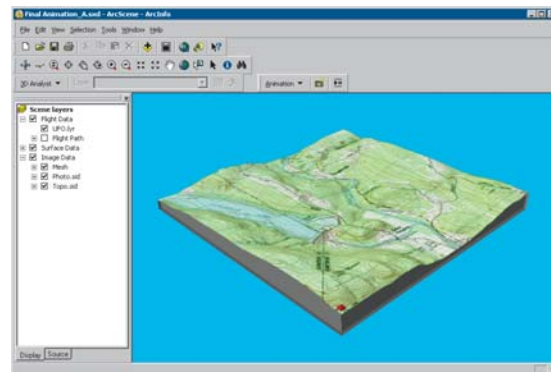 Final Animation_A.sxd - ArcScene - ArcInfo
File Edit View Selection Tools Window Help
3D Analyst Layer Animation
Scene layers
Flight Data
UFO.lyr
Flight Path
Surface Data
Image Data
Mesh
Photo.sid
Topo.sid
Display Source